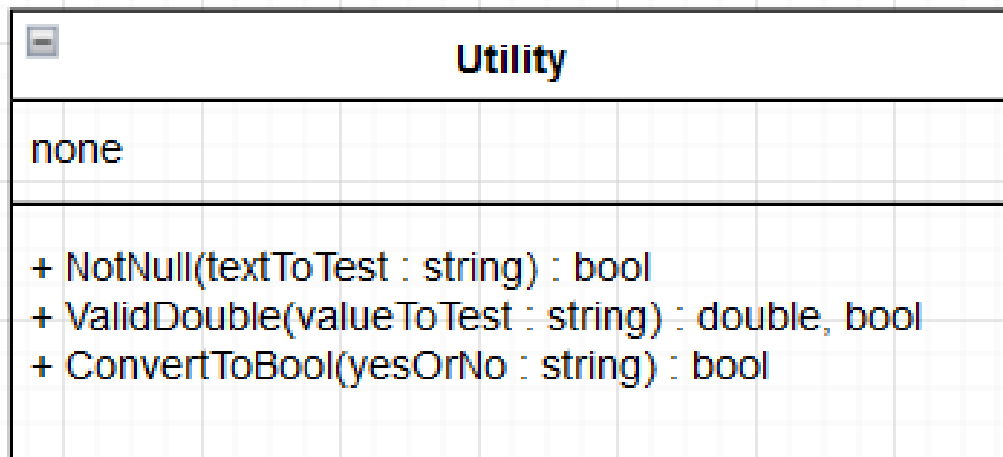 Utility
none
+ NotNull(textToTest : string) : bool
+ ValidDouble(valueToTest : string) : double, bool
+ ConvertToBool(yesOrNo : string) : bool